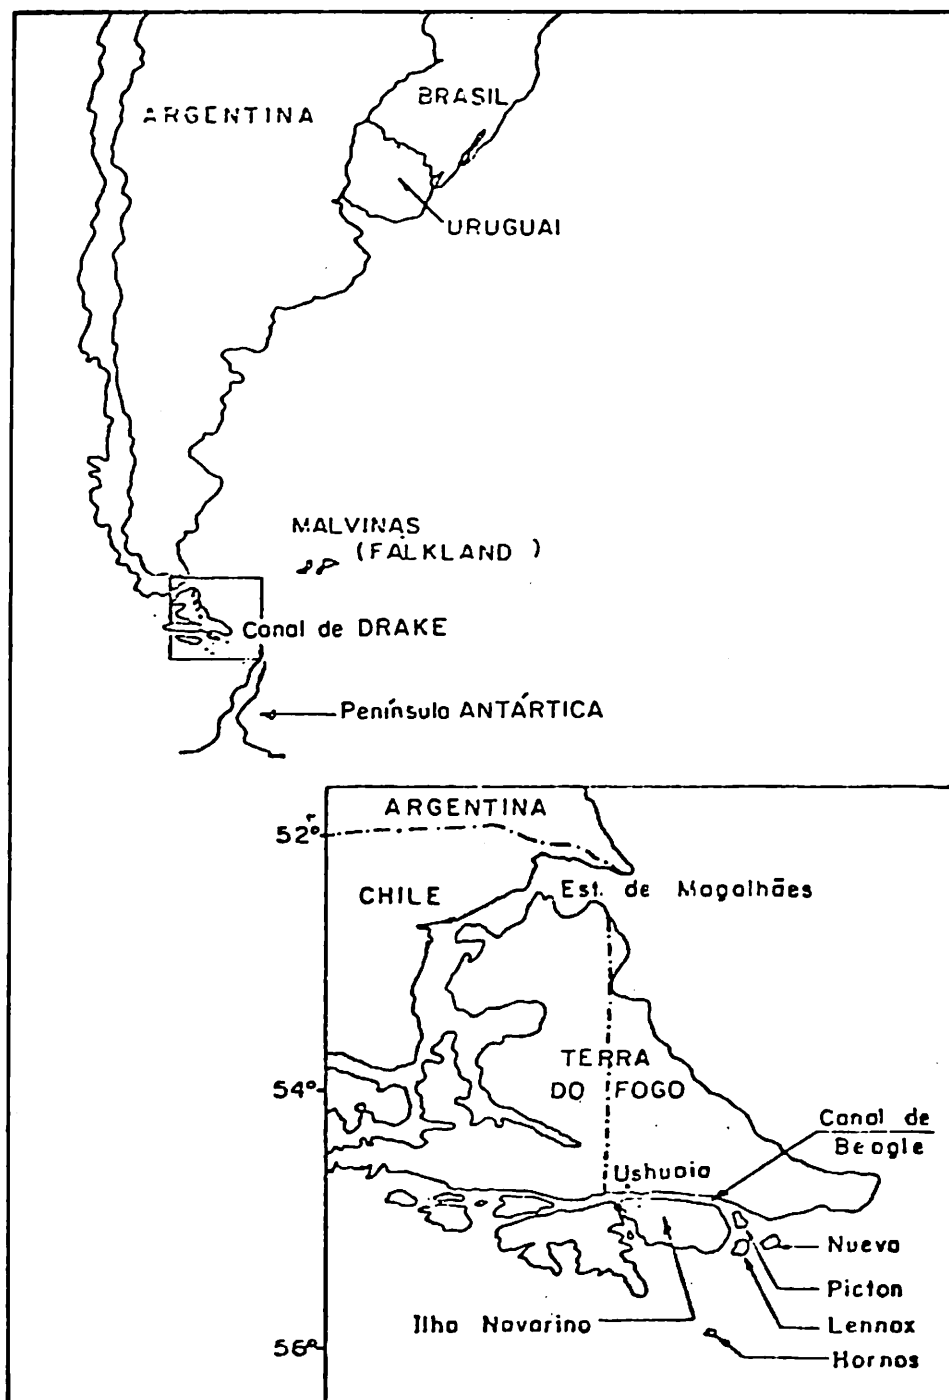 ARGENTINA
BRASIL
URUGUAI
MALVINAS
(FALKLAND )
Canal de DRAKE
Península ANTÁRTICA
ARGENTINA
52°
CHILE
Est. de Magalhães
TERRA
DO FOGO
54°
Canal de
Beagle
Ushuaia
Nueva
Picton
Ilha Navarino
Lennox
56°
Hornos